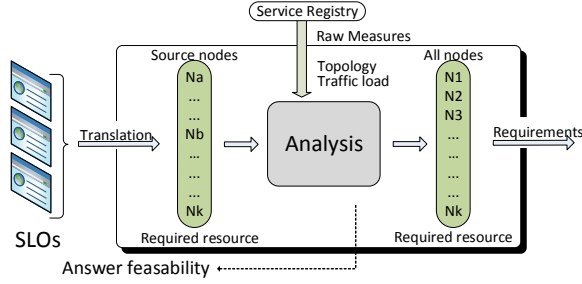 Service Registry
Raw Measures
Source nodes
All nodes
Topology
Traffic load
Na
...
...
Nb
...
...
...
Nk
N1
N2
N3
...
...
...
...
Nk
Translation
Analysis
Requirements
SLOs
Required resource
Required resource
Answer feasability